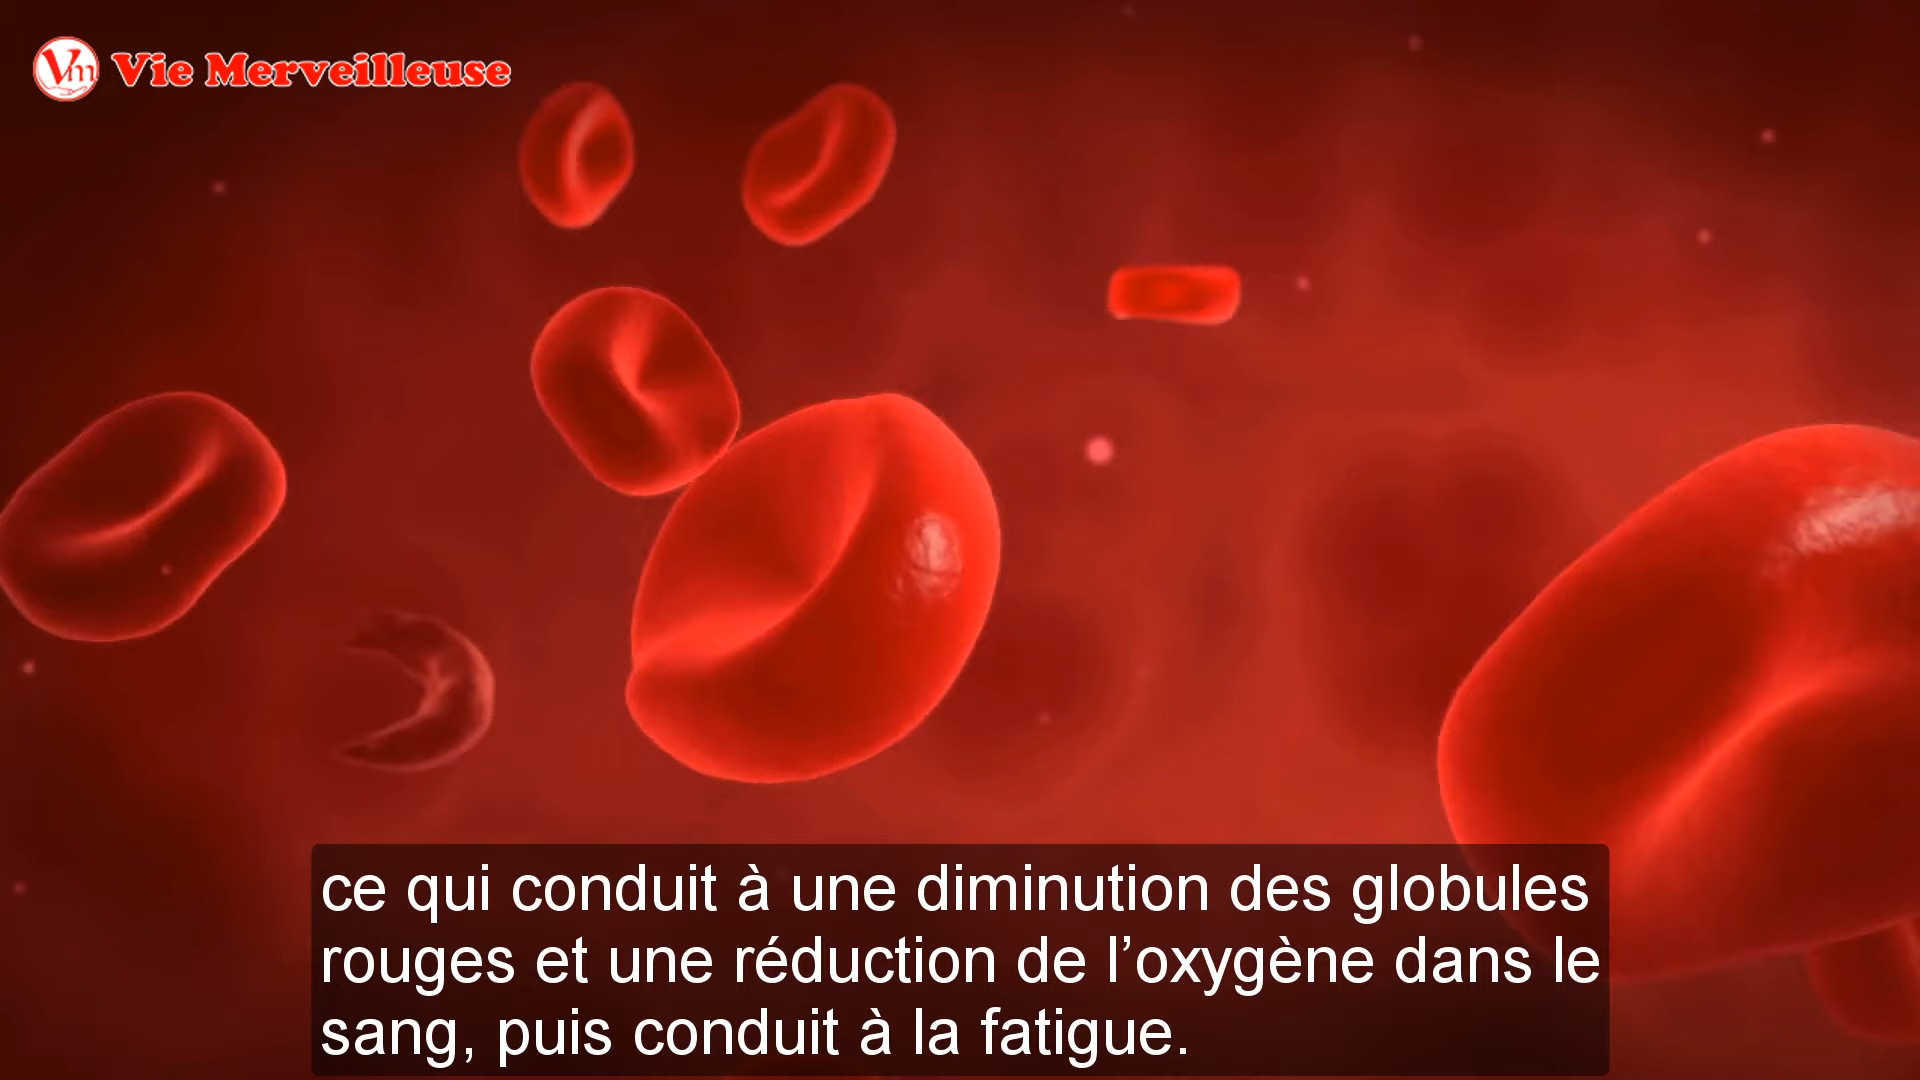 Vm Vie Merveilleuse
ce qui conduit à une diminution des globules
rouges et une réduction de l’oxygène dans le
sang, puis conduit à la fatigue.